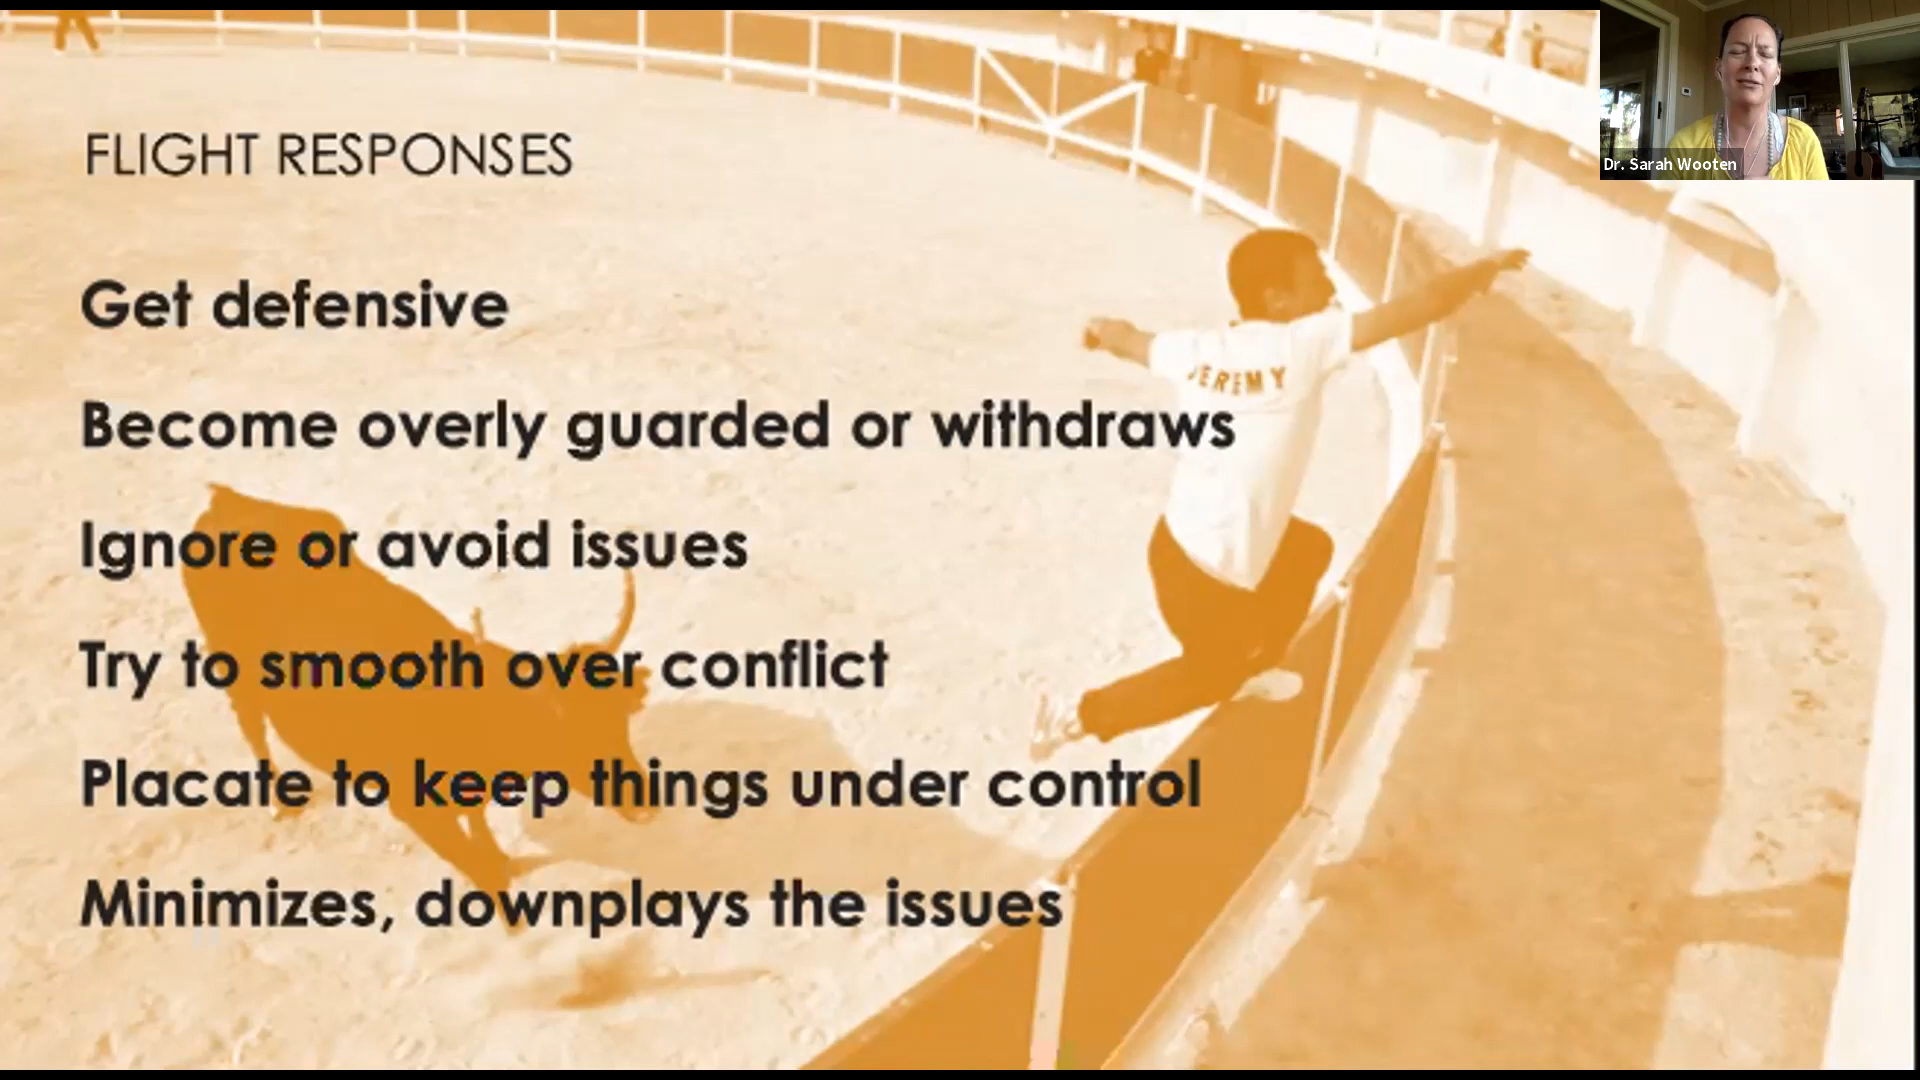 FLIGHT RESPONSES
Dr. Sarah Wooten
Get defensive
JEREMY
Become overly guarded or withdraws
Ignore or avoid issues
Try to smooth over conflict
Placate to keep things under control
Minimizes, downplays the issues